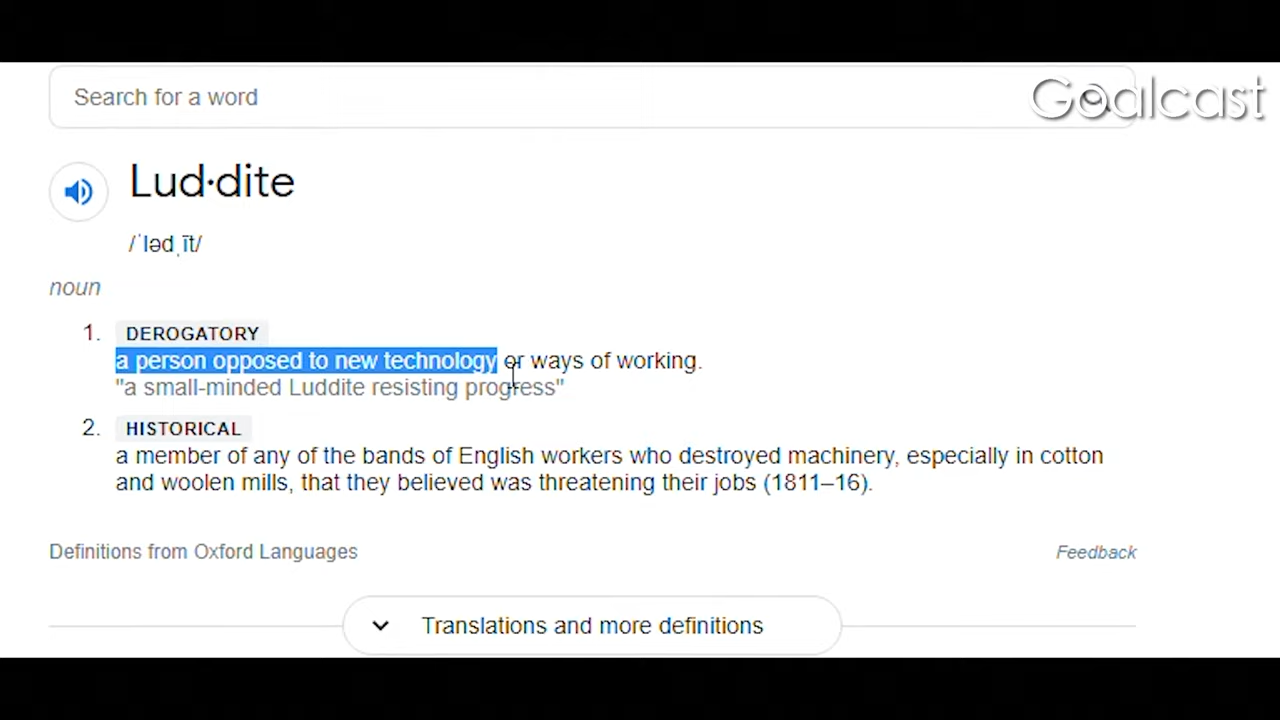 Search for a word
Goalcast
Lud·dite
/ˈlədˌīt/
noun
1. DEROGATORY
a person opposed to new technology or ways of working.
"a small-minded Luddite resisting progress"
2. HISTORICAL
a member of any of the bands of English workers who destroyed machinery, especially in cotton
and woolen mills, that they believed was threatening their jobs (1811–16).
Definitions from Oxford Languages
Feedback
Translations and more definitions